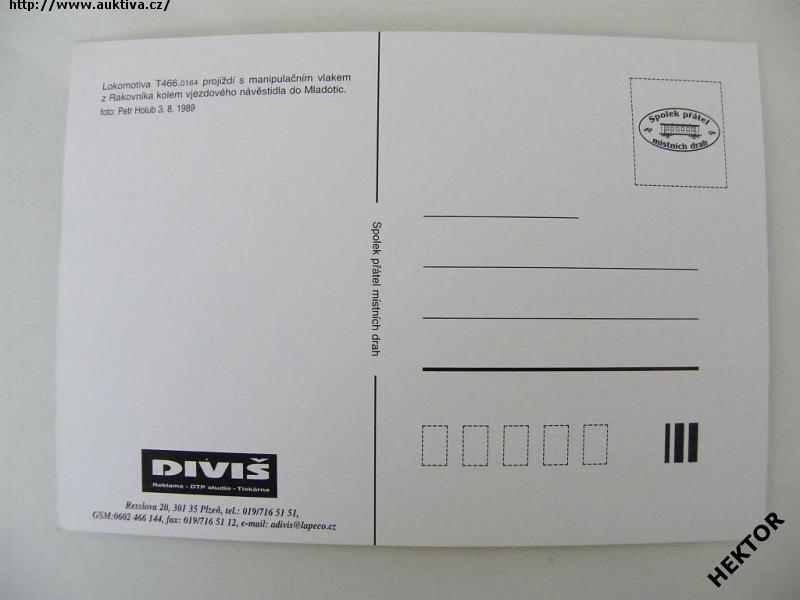 http://www.auktiva.cz/
Lokomotiva T466.0164 projíždí s manipulačním vlakem
z Rakovníka kolem vjezdového návěstidla do Mladotic.
foto: Petr Holub 3. 8. 1989
Spolek přátel
místních drah
Spolek přátel místních drah
DIVIŠ
Reklama - DTP studio - Tiskárna
Resslova 20, 301 35 Plzeň, tel.: 019/716 51 51,
GSM:0602 466 144, fax: 019/716 51 12, e-mail: adivis@lapeco.cz
HEKTOR